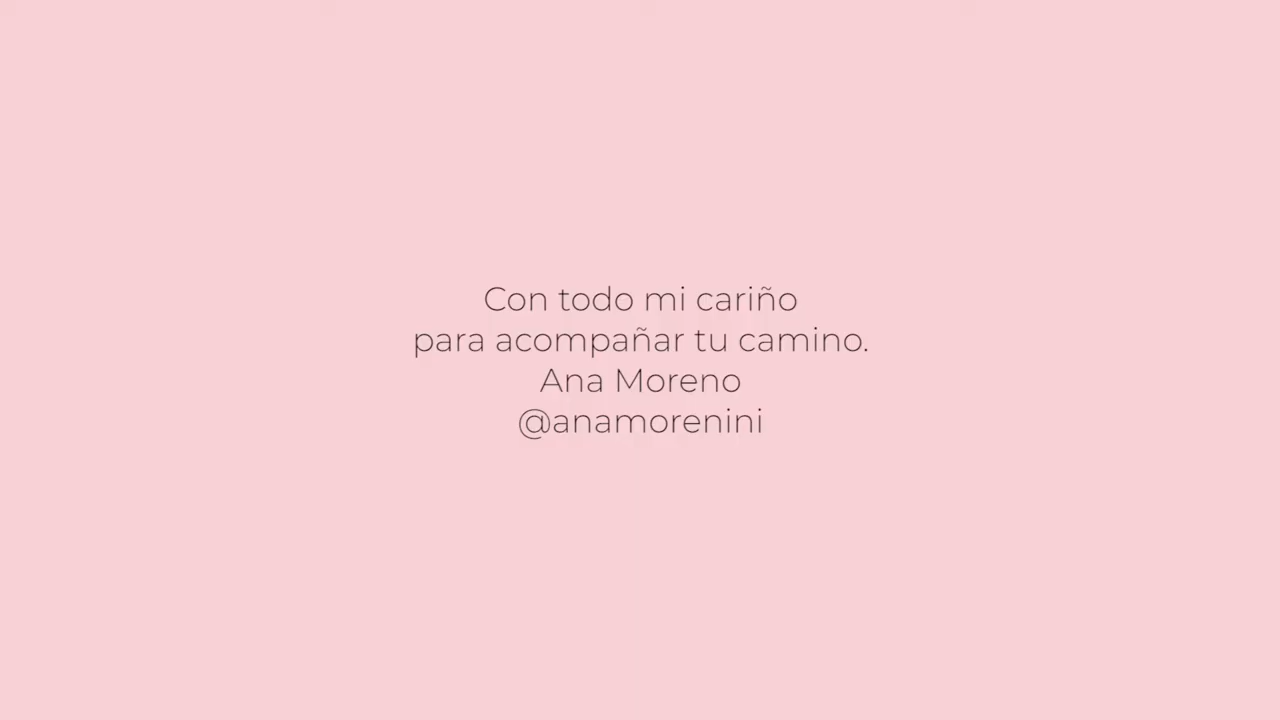 Con todo mi cariño
para acompañar tu camino.
Ana Moreno
@anamorenini